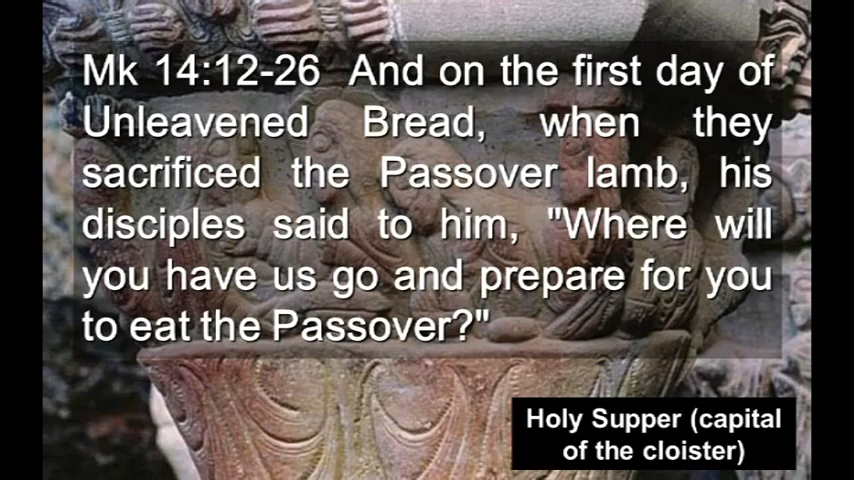 Mk 14:12-26 And on the first day of
Unleavened Bread, when they
sacrificed the Passover lamb, his
disciples said to him, "Where will
you have us go and prepare for you
to eat the Passover?"
Holy Supper (capital
of the cloister)